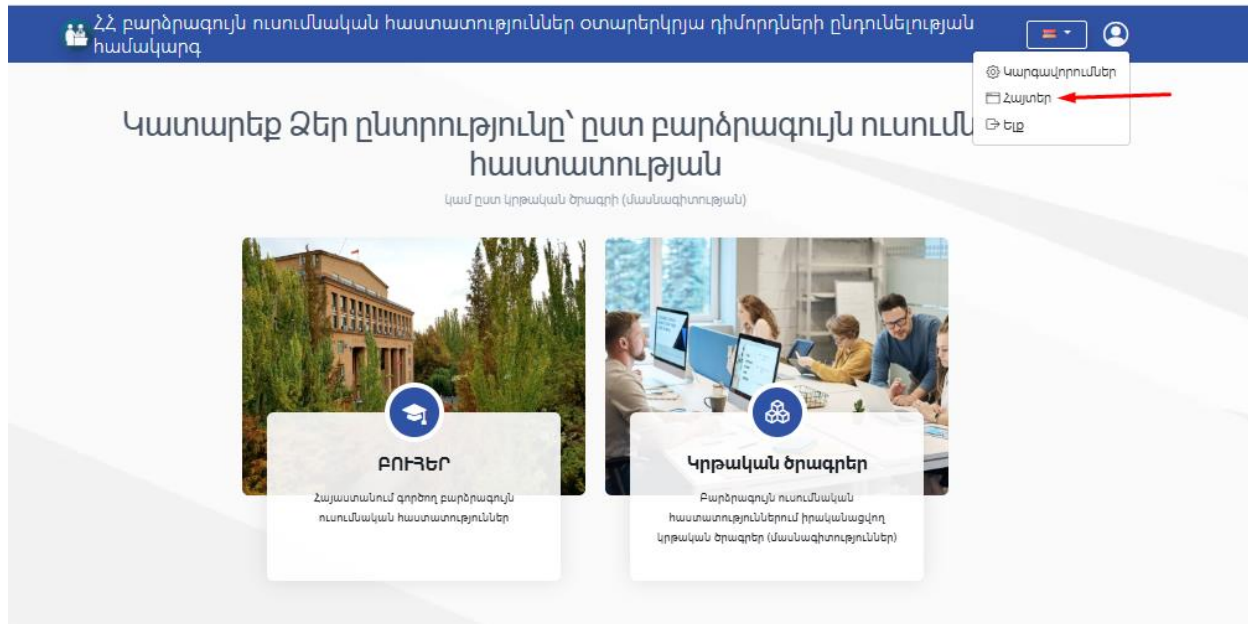 ՀՀ բարձրագույն ուսումնական հաստատություններ օտարերկրյա դիմորդների ընդունելության
համակարգ
Կարգավորումներ
Հայտեր
Ելք
Կատարեք Ձեր ընտրությունը՝ ըստ բարձրագույն
հաստատության
կամ ըստ կրթական ծրագրի (մասնագիտության)
ԲՈՒՀԵՐ
Հայաստանում գործող բարձրագույն
ուսումնական հաստատություններ
Կրթական ծրագրեր
Բարձրագույն ուսումնական
հաստատություններում իրականացվող
կրթական ծրագրեր (մասնագիտություններ)